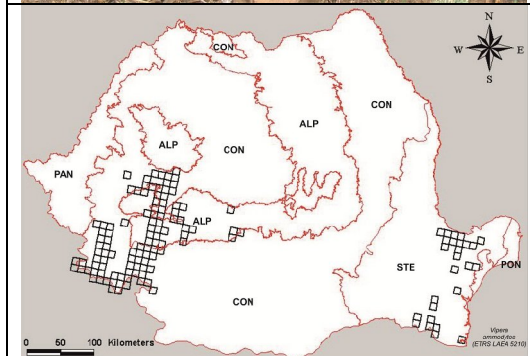 N
W E
S
CON
CON
ALP
ALP
CON
PAN
ALP
STE
PON
CON
0 50 100 Kilometers
Vipera
ammodytes
(ETRS LAEA 5210)